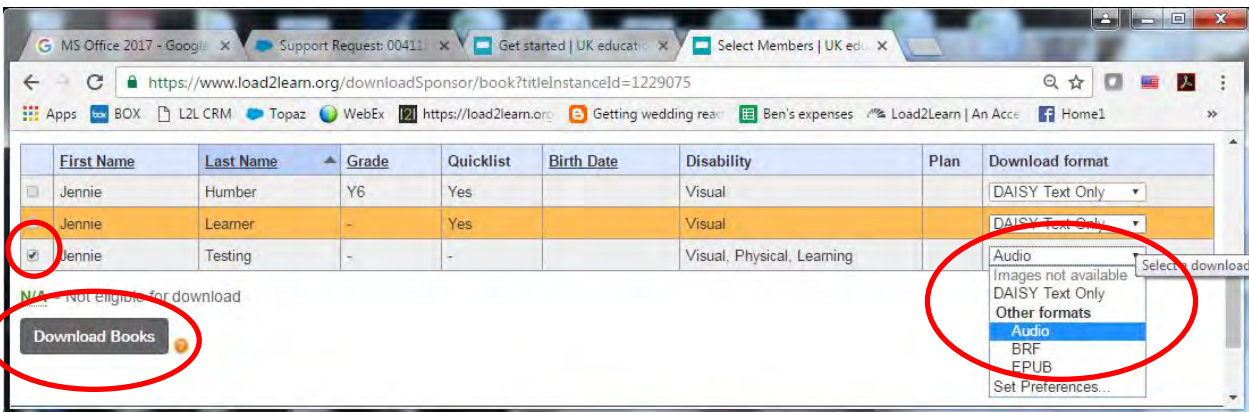 MS Office 2017 - Googl Support Request: 00411 Get started | UK educati Select Members | UK edu
https://www.load2learn.org/downloadSponsor/book?titleInstanceId=1229075
Apps box BOX L2L CRM Topaz WebEx https://load2learn.org Getting wedding rea Ben's expenses Load2Learn | An Acce Home1 »
First Name Last Name Grade Quicklist Birth Date Disability Plan Download format
Jennie Humber Y6 Yes Visual DAISY Text Only
Jennie Learner - Yes Visual DAISY Text Only
Jennie Testing - - Visual, Physical, Learning Audio
Select a download
Images not available
N/A - Not eligible for download
DAISY Text Only
Other formats
Audio
Download Books
BRF
EPUB
Set Preferences...